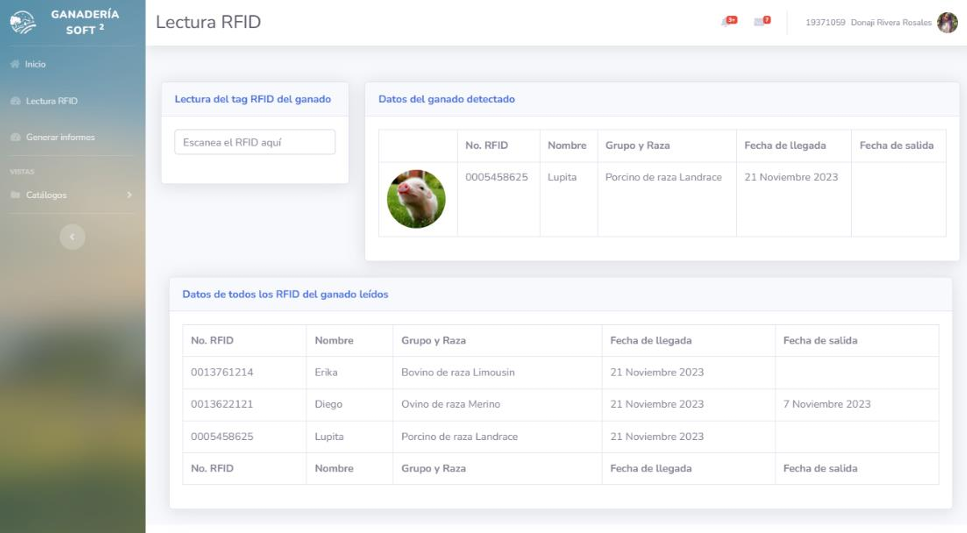 GANADERÍA
SOFT 2
Inicio
Lectura RFID
Generar informes
VISTAS
Catálogos
Lectura RFID
3+
7
19371059 Donaji Rivera Rosales
Lectura del tag RFID del ganado
Escanea el RFID aquí
Datos del ganado detectado
No. RFID Nombre Grupo y Raza Fecha de llegada Fecha de salida
0005458625 Lupita Porcino de raza Landrace 21 Noviembre 2023
Datos de todos los RFID del ganado leídos
No. RFID Nombre Grupo y Raza Fecha de llegada Fecha de salida
0013761214 Erika Bovino de raza Limousin 21 Noviembre 2023
0013622121 Diego Ovino de raza Merino 21 Noviembre 2023 7 Noviembre 2023
0005458625 Lupita Porcino de raza Landrace 21 Noviembre 2023
No. RFID Nombre Grupo y Raza Fecha de llegada Fecha de salida